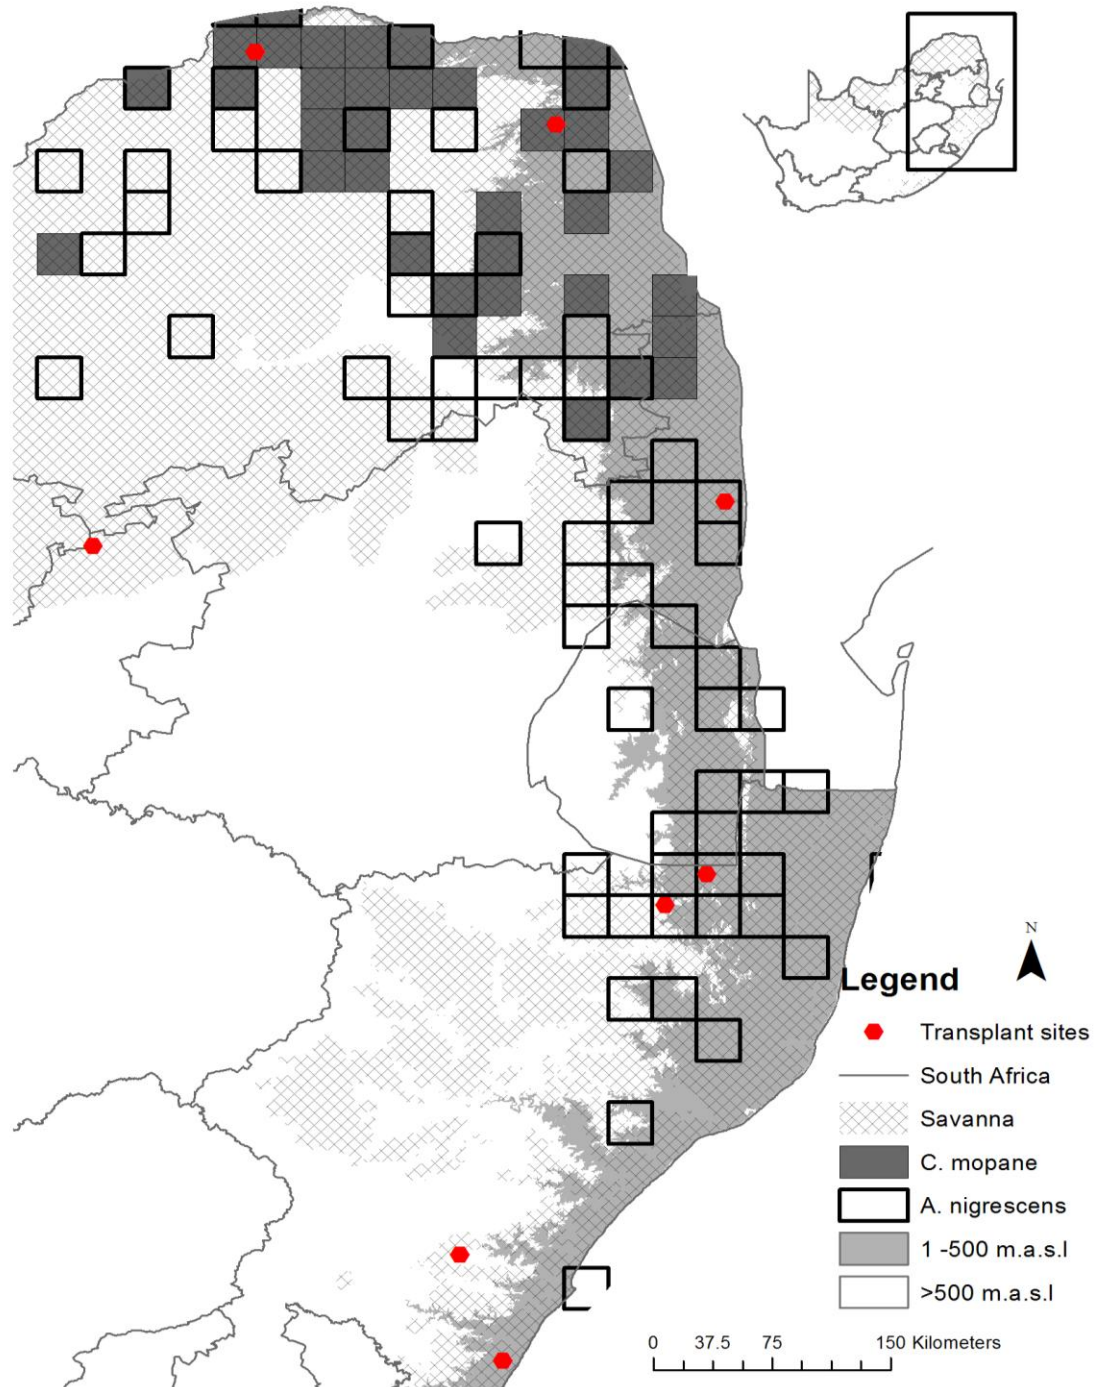 N
Legend
Transplant sites
South Africa
Savanna
C. mopane
A. nigrescens
1 -500 m.a.s.l
>500 m.a.s.l
0 37.5 75 150 Kilometers